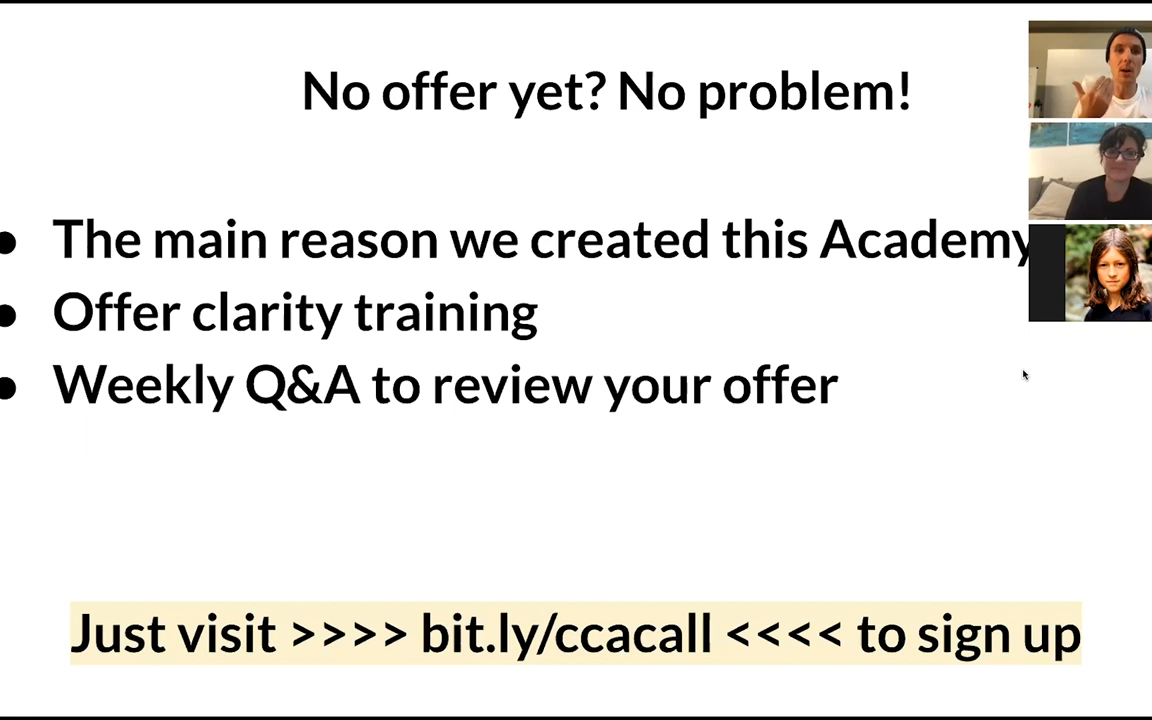 No offer yet? No problem!
● The main reason we created this Academy
● Offer clarity training
● Weekly Q&A to review your offer
Just visit >>>> bit.ly/ccacall <<<< to sign up